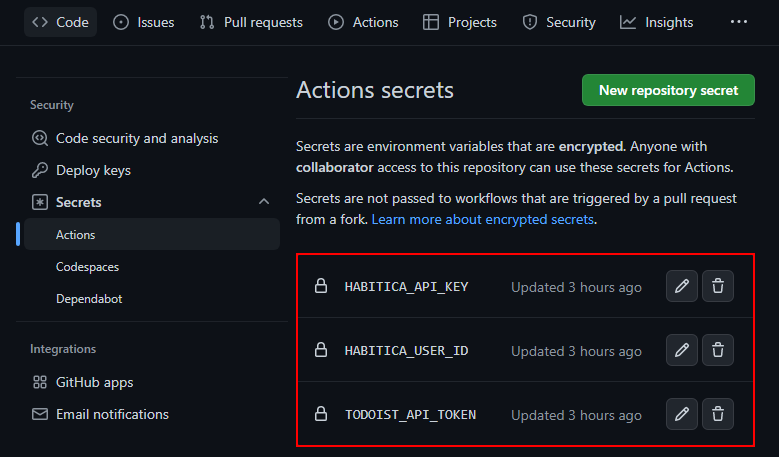 Code Issues Pull requests Actions Projects Security Insights ...
Security
Code security and analysis
Deploy keys
Secrets
Actions
Codespaces
Dependabot
Integrations
GitHub apps
Email notifications
Actions secrets
New repository secret
Secrets are environment variables that are encrypted. Anyone with
collaborator access to this repository can use these secrets for Actions.
Secrets are not passed to workflows that are triggered by a pull request
from a fork. Learn more about encrypted secrets.
HABITICA_API_KEY Updated 3 hours ago
HABITICA_USER_ID Updated 3 hours ago
TODOIST_API_TOKEN Updated 3 hours ago